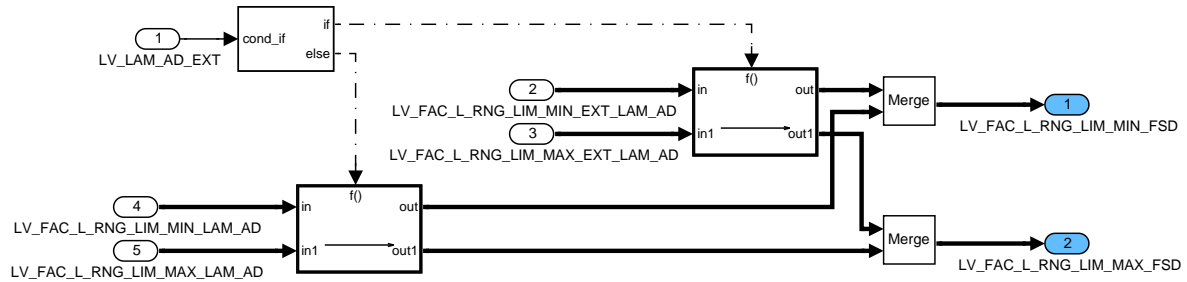 if
1
cond_if
else
LV_LAM_AD_EXT
f()
2
in
out
Merge
1
LV_FAC_L_RNG_LIM_MIN_EXT_LAM_AD
LV_FAC_L_RNG_LIM_MIN_FSD
3
in1
out1
LV_FAC_L_RNG_LIM_MAX_EXT_LAM_AD
f()
4
in
out
LV_FAC_L_RNG_LIM_MIN_LAM_AD
Merge
2
5
in1
out1
LV_FAC_L_RNG_LIM_MAX_FSD
LV_FAC_L_RNG_LIM_MAX_LAM_AD